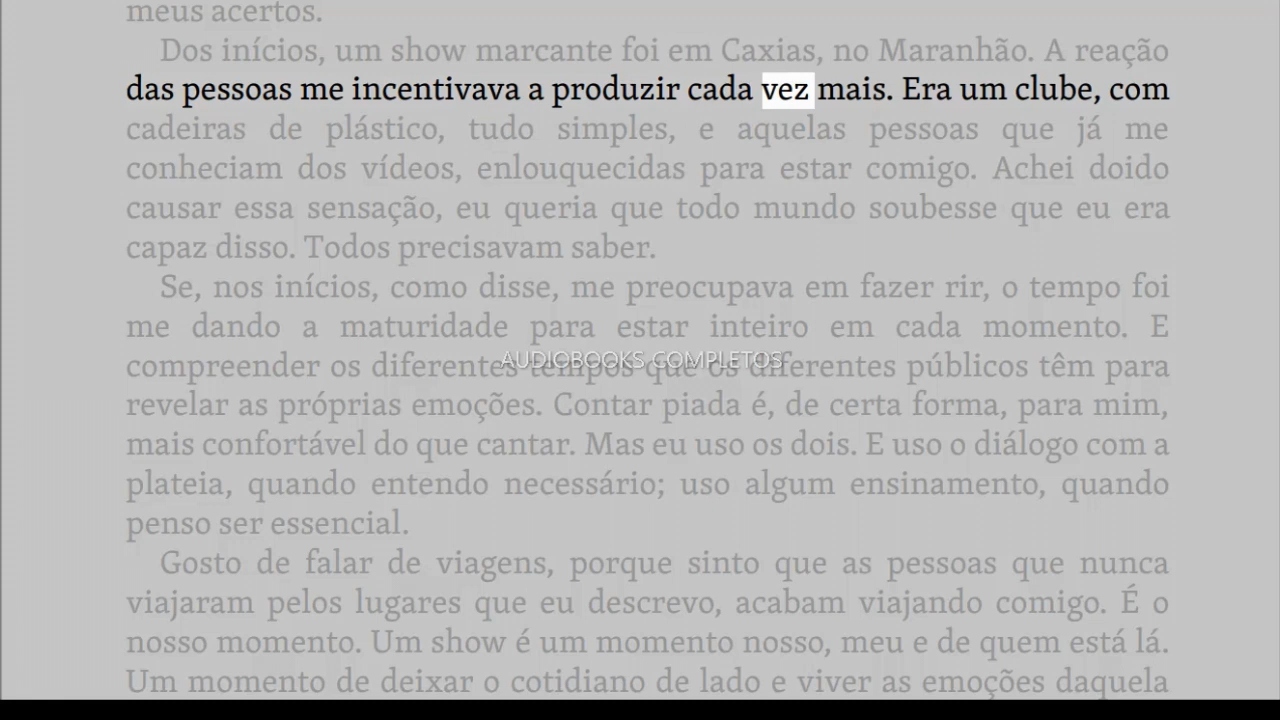 meus acertos.
Dos inícios, um show marcante foi em Caxias, no Maranhão. A reação
das pessoas me incentivava a produzir cada vez mais. Era um clube, com
cadeiras de plástico, tudo simples, e aquelas pessoas que já me
conheciam dos vídeos, enlouquecidas para estar comigo. Achei doido
causar essa sensação, eu queria que todo mundo soubesse que eu era
capaz disso. Todos precisavam saber.
Se, nos inícios, como disse, me preocupava em fazer rir, o tempo foi
me dando a maturidade para estar inteiro em cada momento. E
compreender os diferentes tempos que os diferentes públicos têm para
AUDIOBOOKS COMPLETOS
revelar as próprias emoções. Contar piada é, de certa forma, para mim,
mais confortável do que cantar. Mas eu uso os dois. E uso o diálogo com a
plateia, quando entendo necessário; uso algum ensinamento, quando
penso ser essencial.
Gosto de falar de viagens, porque sinto que as pessoas que nunca
viajaram pelos lugares que eu descrevo, acabam viajando comigo. É o
nosso momento. Um show é um momento nosso, meu e de quem está lá.
Um momento de deixar o cotidiano de lado e viver as emoções daquela